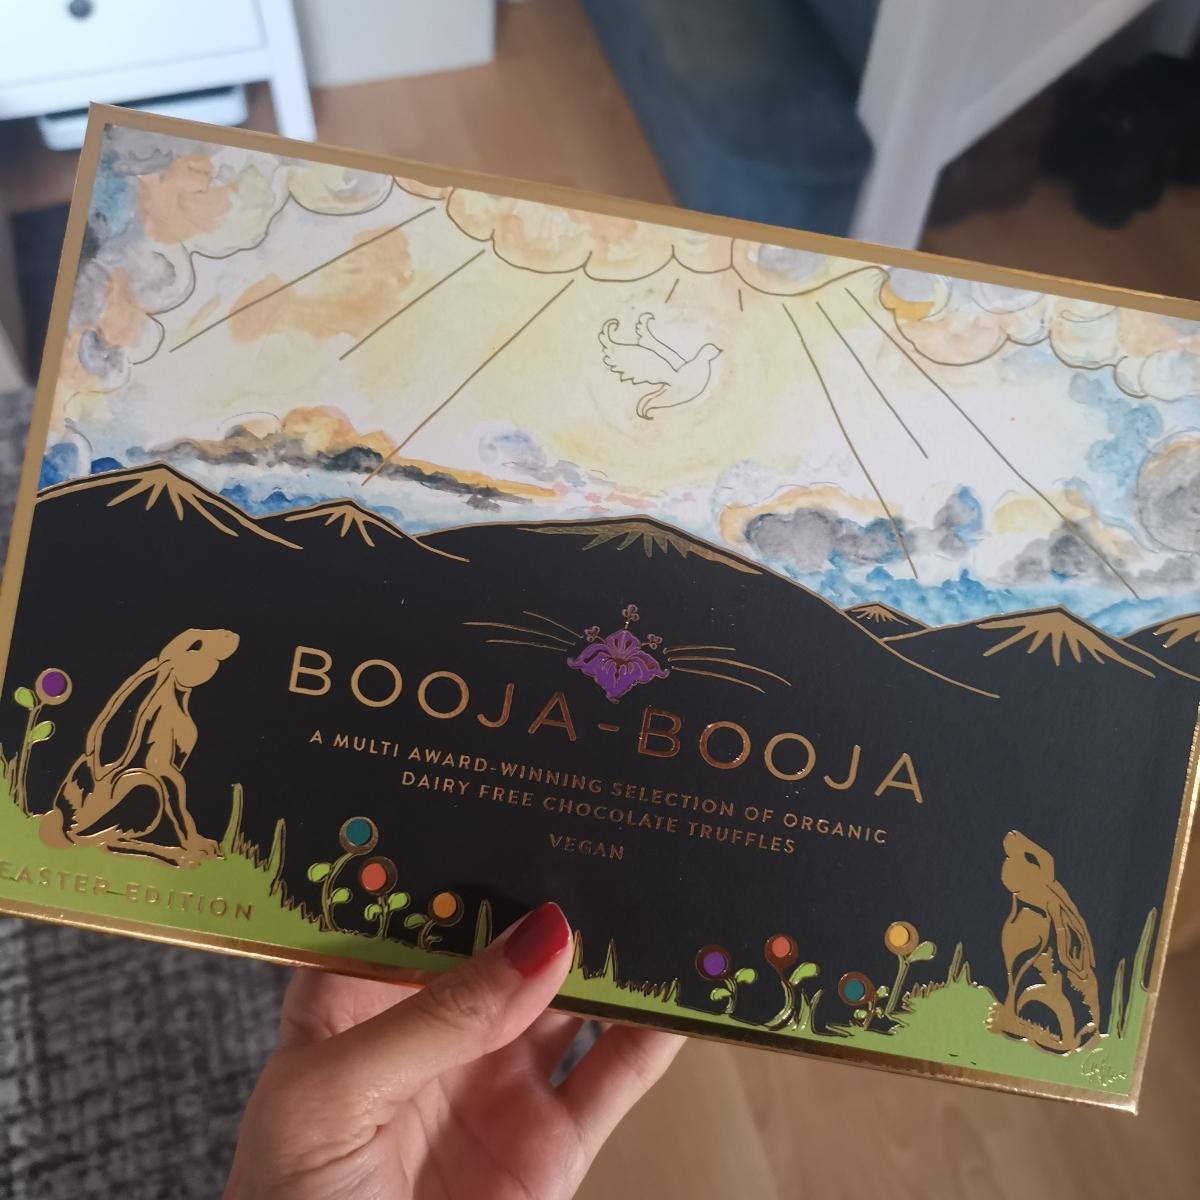 BOOJA-BOOJA
A MULTI AWARD-WINNING SELECTION OF ORGANIC
DAIRY FREE CHOCOLATE TRUFFLES
VEGAN
EASTER EDITION